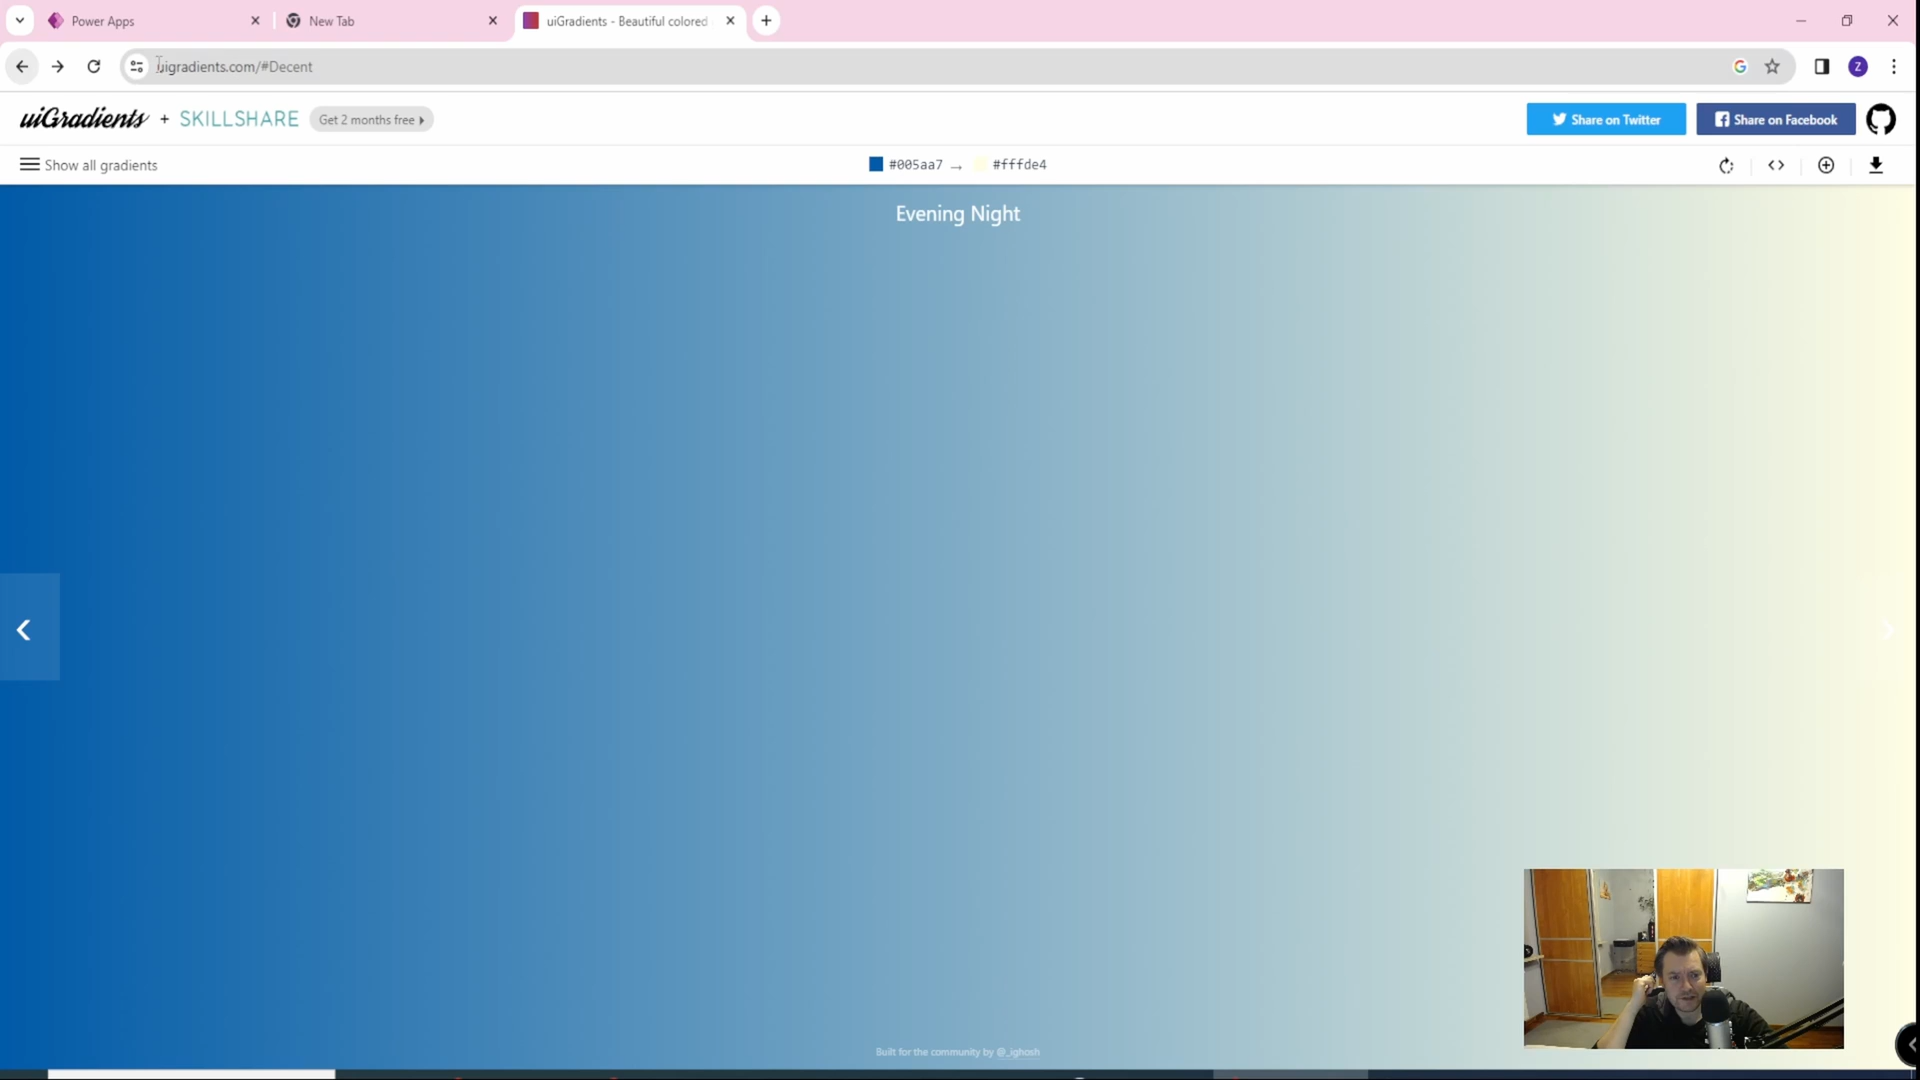 Power Apps
New Tab
uiGradients - Beautiful colored
uigradients.com/#Decent
Z
uiGradients + SKILLSHARE Get 2 months free
Share on Twitter
Share on Facebook
Show all gradients
#005aa7 → #fffde4
Evening Night
Built for the community by @_ighosh